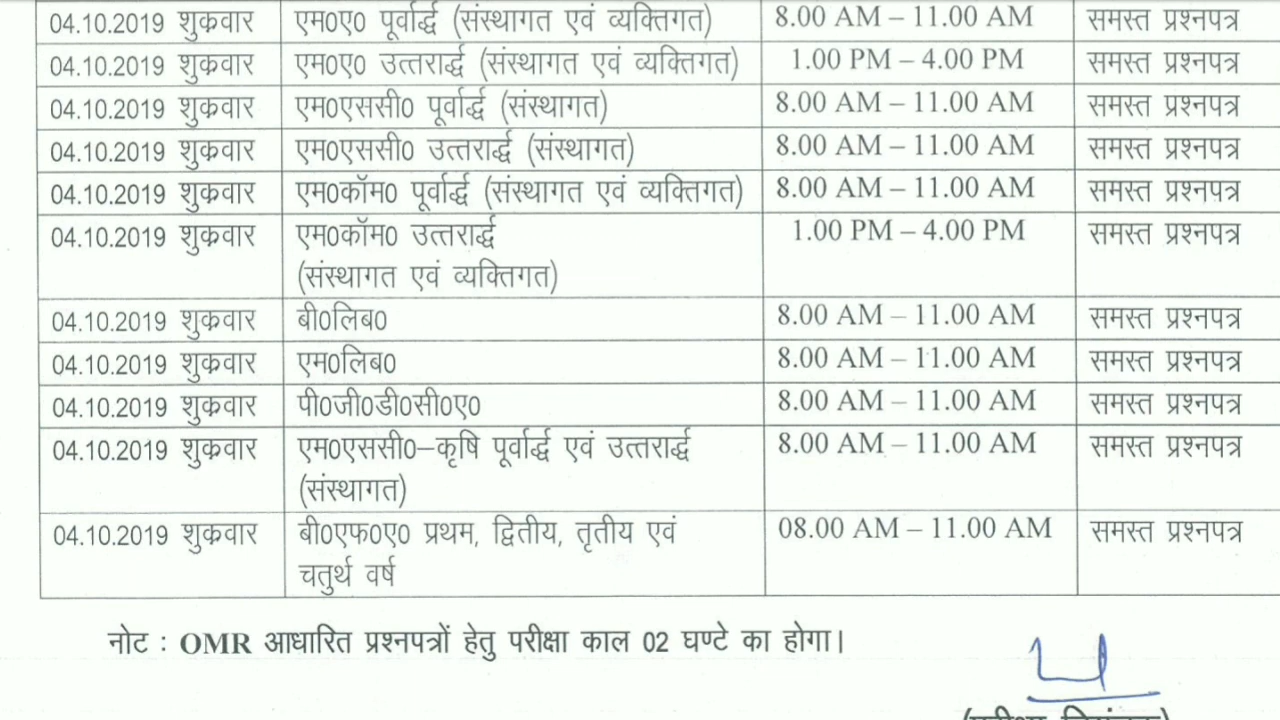 04.10.2019 शुक्रवार एम0ए0 पूर्वार्द्ध (संस्थागत एवं व्यक्तिगत) 8.00 AM – 11.00 AM समस्त प्रश्नपत्र
04.10.2019 शुक्रवार एम0ए0 उत्तरार्द्ध (संस्थागत एवं व्यक्तिगत) 1.00 PM – 4.00 PM समस्त प्रश्नपत्र
04.10.2019 शुक्रवार एम0एससी0 पूर्वार्द्ध (संस्थागत) 8.00 AM – 11.00 AM समस्त प्रश्नपत्र
04.10.2019 शुक्रवार एम0एससी0 उत्तरार्द्ध (संस्थागत) 8.00 AM – 11.00 AM समस्त प्रश्नपत्र
04.10.2019 शुक्रवार एम0कॉम0 पूर्वार्द्ध (संस्थागत एवं व्यक्तिगत) 8.00 AM – 11.00 AM समस्त प्रश्नपत्र
04.10.2019 शुक्रवार एम0कॉम0 उत्तरार्द्ध 1.00 PM – 4.00 PM समस्त प्रश्नपत्र
(संस्थागत एवं व्यक्तिगत)
04.10.2019 शुक्रवार बी0लिब0 8.00 AM – 11.00 AM समस्त प्रश्नपत्र
04.10.2019 शुक्रवार एम0लिब0 8.00 AM – 11.00 AM समस्त प्रश्नपत्र
04.10.2019 शुक्रवार पी0जी0डी0सी0ए0 8.00 AM – 11.00 AM समस्त प्रश्नपत्र
04.10.2019 शुक्रवार एम0एससी0–कृषि पूर्वार्द्ध एवं उत्तरार्द्ध 8.00 AM – 11.00 AM समस्त प्रश्नपत्र
(संस्थागत)
04.10.2019 शुक्रवार बी0एफ0ए0 प्रथम, द्वितीय, तृतीय एवं 08.00 AM – 11.00 AM समस्त प्रश्नपत्र
चतुर्थ वर्ष
नोट : OMR आधारित प्रश्नपत्रों हेतु परीक्षा काल 02 घण्टे का होगा।